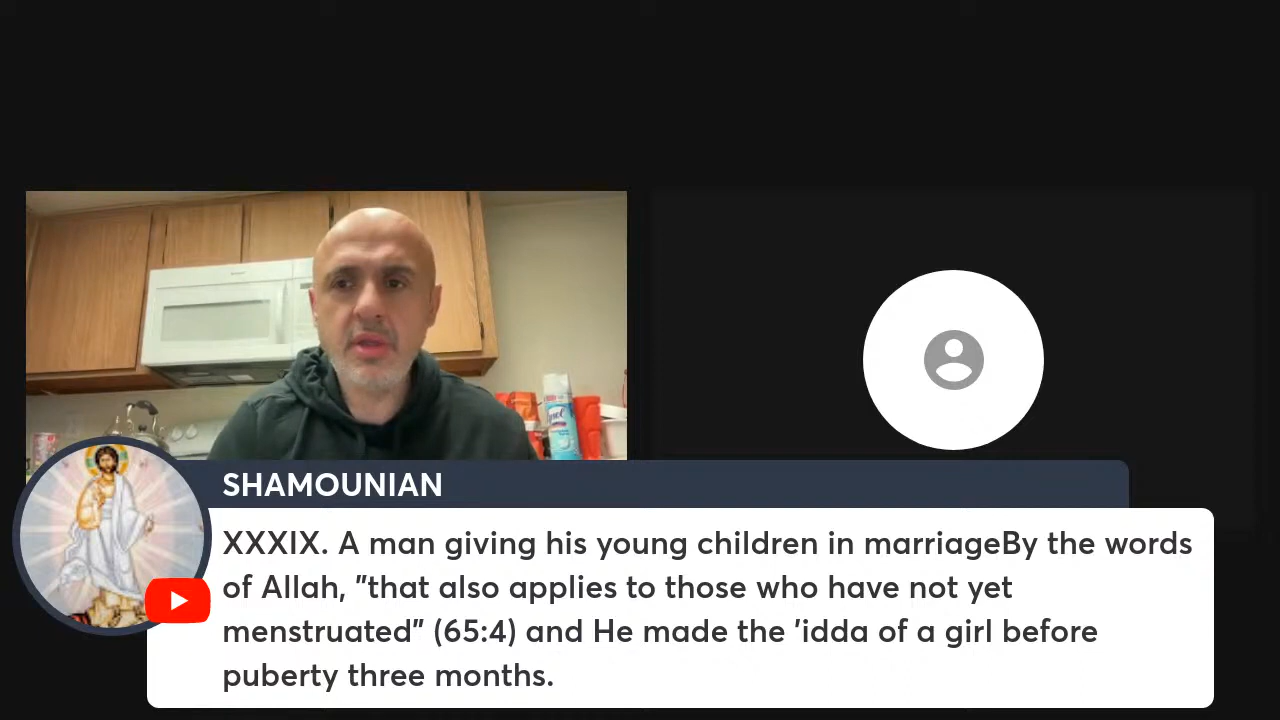 SHAMOUNIAN
XXXIX. A man giving his young children in marriageBy the words
of Allah, "that also applies to those who have not yet
menstruated" (65:4) and He made the 'idda of a girl before
puberty three months.